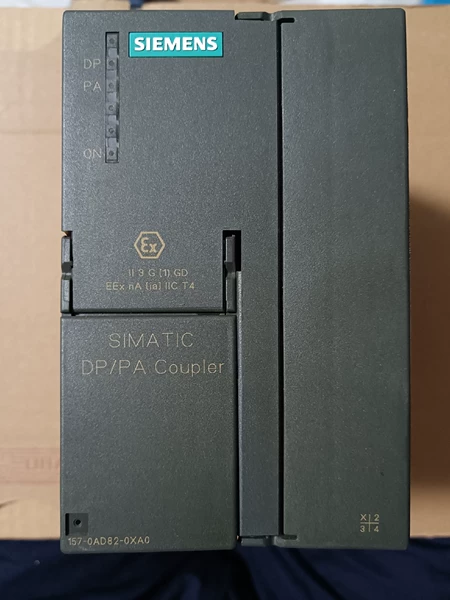 SIEMENS
DP
PA
ON
Ex
II 3 G (1) GD
EEx nA [ia] IIC T4
SIMATIC
DP/PA Coupler
157-0AD82-0XA0
X 2
3 4